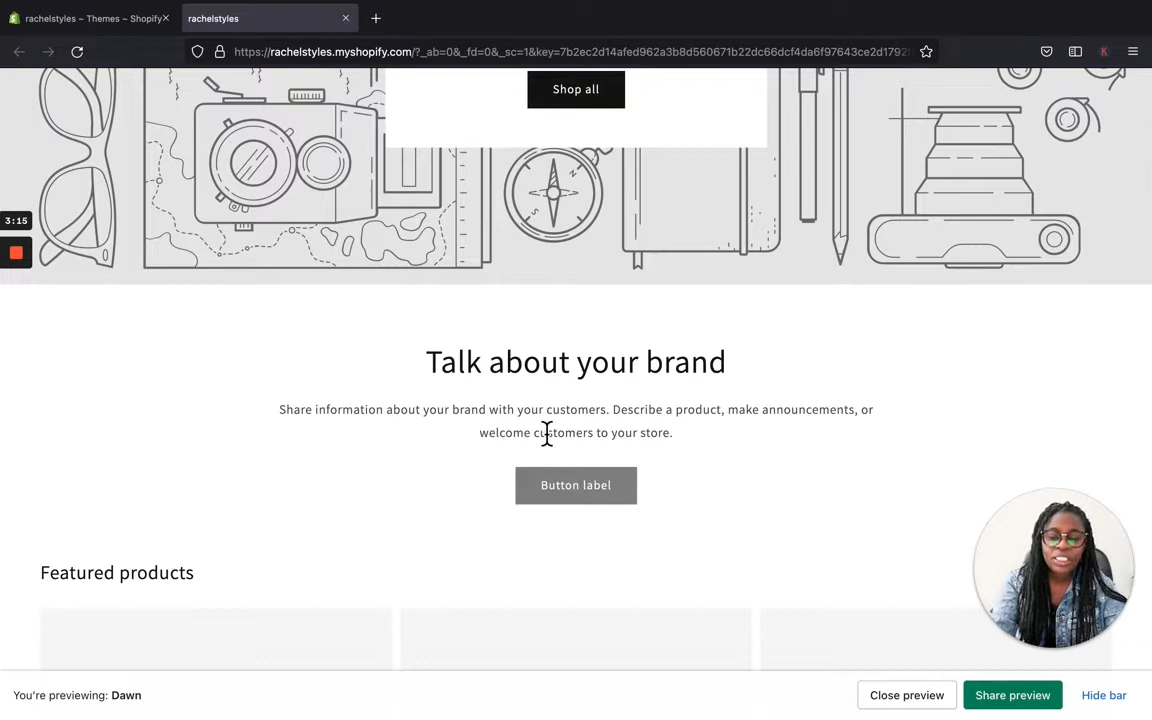 rachelstyles ~ Themes ~ Shopify
rachelstyles
https://rachelstyles.myshopify.com/?_ab=0&_fd=0&_sc=1&key=7b2ec2d14afed962a3b8d560671b22dc66dcf4da6f97643ce2d1792
K
Shop all
N
S
3:15
Talk about your brand
Share information about your brand with your customers. Describe a product, make announcements, or
welcome customers to your store.
Button label
Featured products
You're previewing: Dawn
Close preview
Share preview
Hide bar